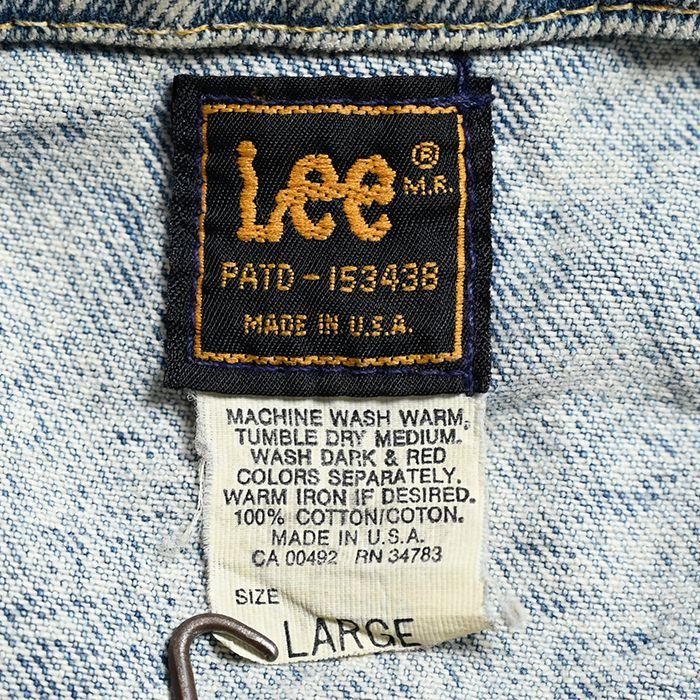 Lee ®
M.R.
PATD-153438
MADE IN U.S.A.
MACHINE WASH WARM,
TUMBLE DRY MEDIUM.
WASH DARK & RED
COLORS SEPARATELY.
WARM IRON IF DESIRED.
100% COTTON/COTON.
MADE IN U.S.A.
CA 00492 RN 34783
SIZE
LARGE